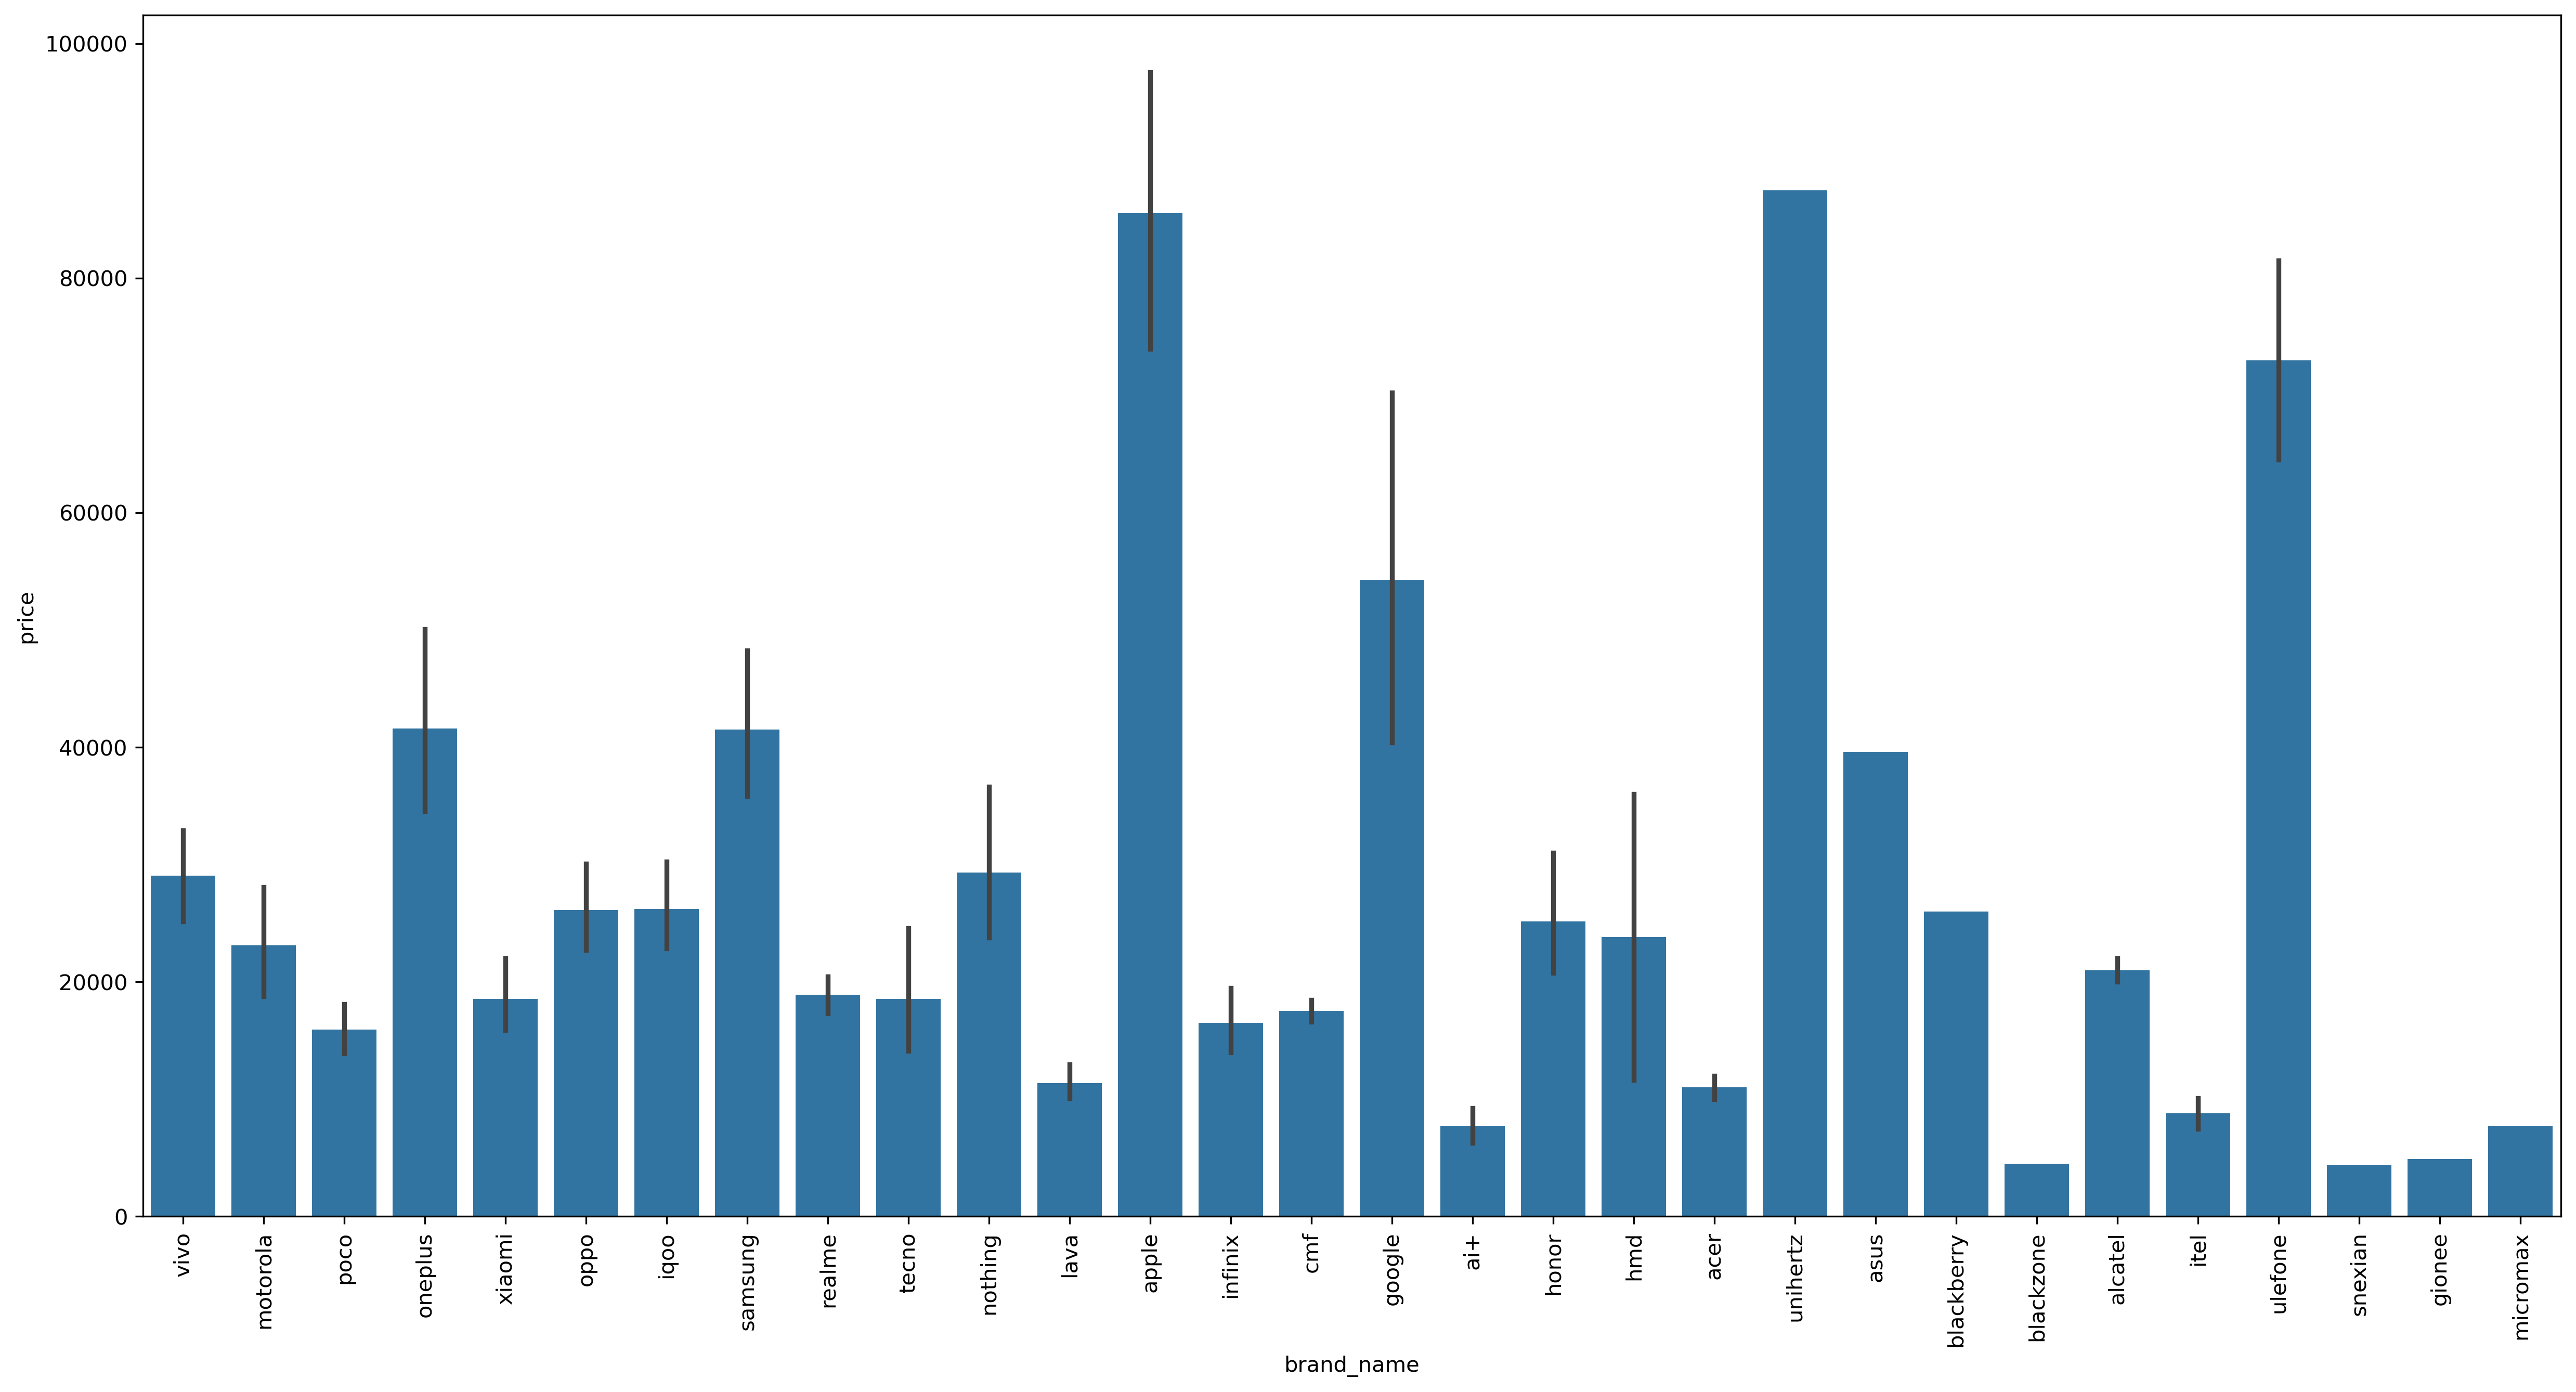 100000
80000
60000
40000
20000
0
price
vivo
motorola
poco
oneplus
xiaomi
oppo
iqoo
samsung
realme
tecno
nothing
lava
apple
infinix
cmf
google
ai+
honor
hmd
acer
unihertz
asus
blackberry
blackzone
alcatel
itel
ulefone
snexian
gionee
micromax
brand_name